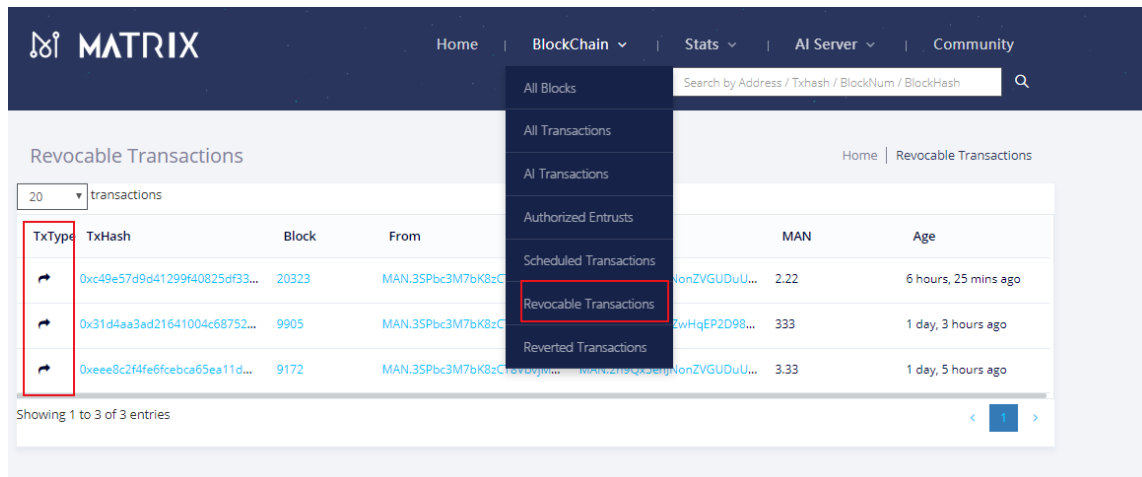 MATRIX
Home | BlockChain | Stats | AI Server | Community
Search by Address / Txhash / BlockNum / BlockHash
All Blocks
All Transactions
AI Transactions
Authorized Entrusts
Scheduled Transactions
Revocable Transactions
Reverted Transactions
Revocable Transactions
Home | Revocable Transactions
20 transactions
TxType TxHash Block From MAN Age
0xc49e57d9d41299f40825df33... 20323 MAN.3SPbc3M7bK8zC NonZVGUDuU... 2.22 6 hours, 25 mins ago
0x31d4aa3ad21641004c68752... 9905 MAN.3SPbc3M7bK8zC ZwHqEP2D98... 333 1 day, 3 hours ago
0xeee8c2f4fe6fcebca65ea11d... 9172 MAN.3SPbc3M7bK8zC NonZVGUDuU... 3.33 1 day, 5 hours ago
Showing 1 to 3 of 3 entries
< 1 >